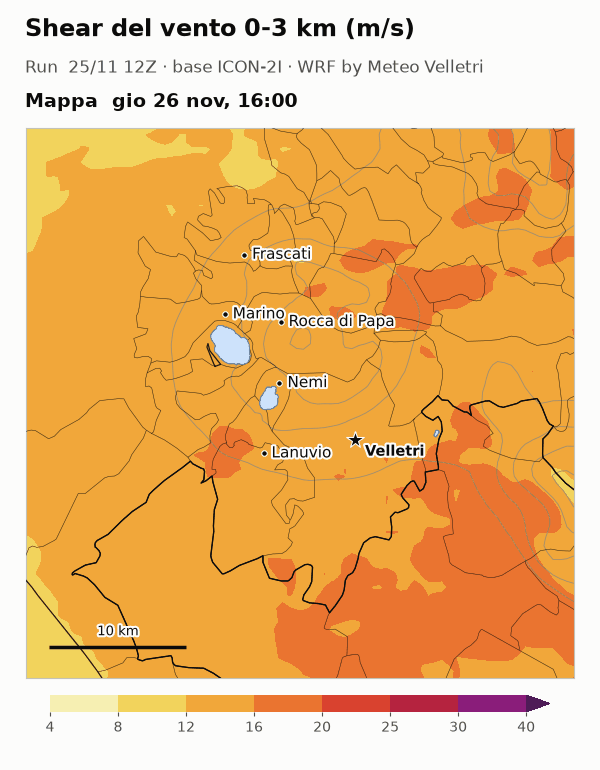 Shear del vento 0-3 km (m/s)
Run  25/11 12Z · base ICON-2I · WRF by Meteo Velletri
Mappa  gio 26 nov, 16:00
Frascati
Marino
Rocca di Papa
Nemi
Velletri
Lanuvio
10 km
4 8 12 16 20 25 30 40